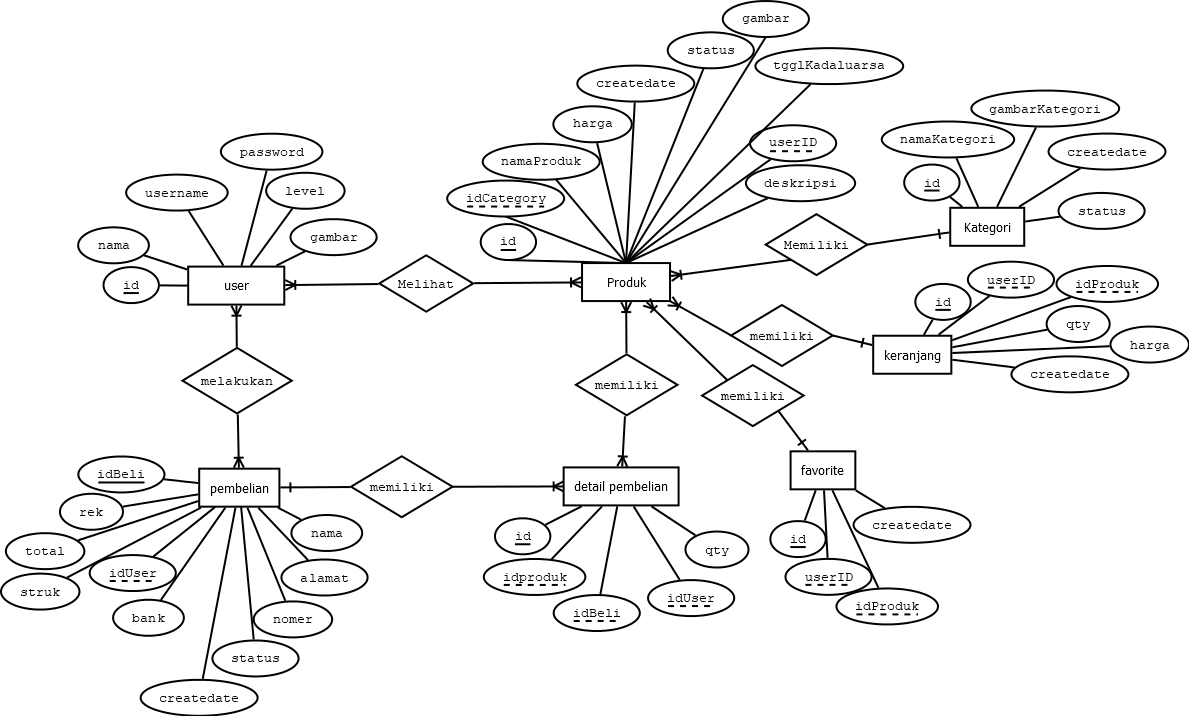 gambar
status
tgglKadaluarsa
createdate
gambarKategori
harga
namaKategori
userID
password
createdate
namaProduk
deskripsi
id
username
level
idCategory
status
nama
gambar
id
Memiliki
Kategori
id
user
Melihat
Produk
userID
idProduk
id
qty
memiliki
keranjang
harga
createdate
melakukan
memiliki
memiliki
idBeli
pembelian
memiliki
detail pembelian
favorite
rek
nama
id
createdate
total
id
qty
idUser
alamat
idproduk
userID
struk
idUser
idProduk
bank
nomer
idBeli
status
createdate